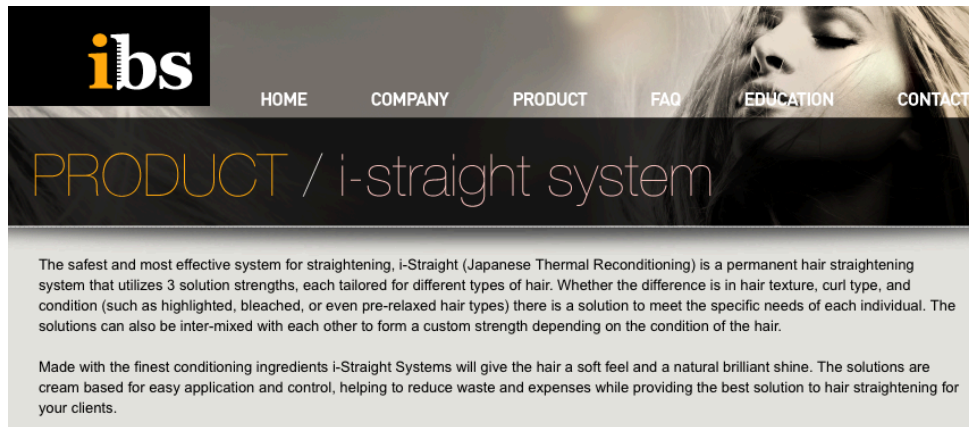 ibs
HOME COMPANY PRODUCT FAQ EDUCATION CONTACT
PRODUCT / i-straight system
The safest and most effective system for straightening, i-Straight (Japanese Thermal Reconditioning) is a permanent hair straightening
system that utilizes 3 solution strengths, each tailored for different types of hair. Whether the difference is in hair texture, curl type, and
condition (such as highlighted, bleached, or even pre-relaxed hair types) there is a solution to meet the specific needs of each individual. The
solutions can also be inter-mixed with each other to form a custom strength depending on the condition of the hair.
Made with the finest conditioning ingredients i-Straight Systems will give the hair a soft feel and a natural brilliant shine. The solutions are
cream based for easy application and control, helping to reduce waste and expenses while providing the best solution to hair straightening for
your clients.